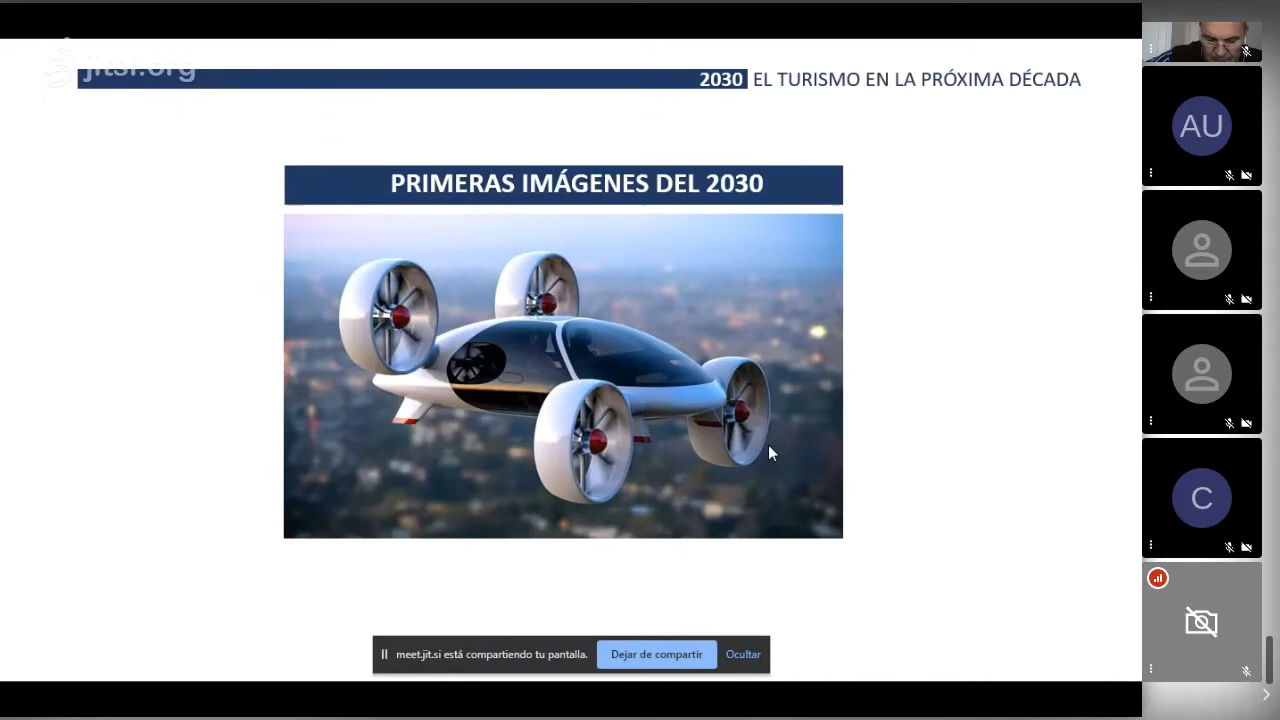 jitsi.org
2030 EL TURISMO EN LA PRÓXIMA DÉCADA
PRIMERAS IMÁGENES DEL 2030
AU
C
meet.jit.si está compartiendo tu pantalla. Dejar de compartir Ocultar